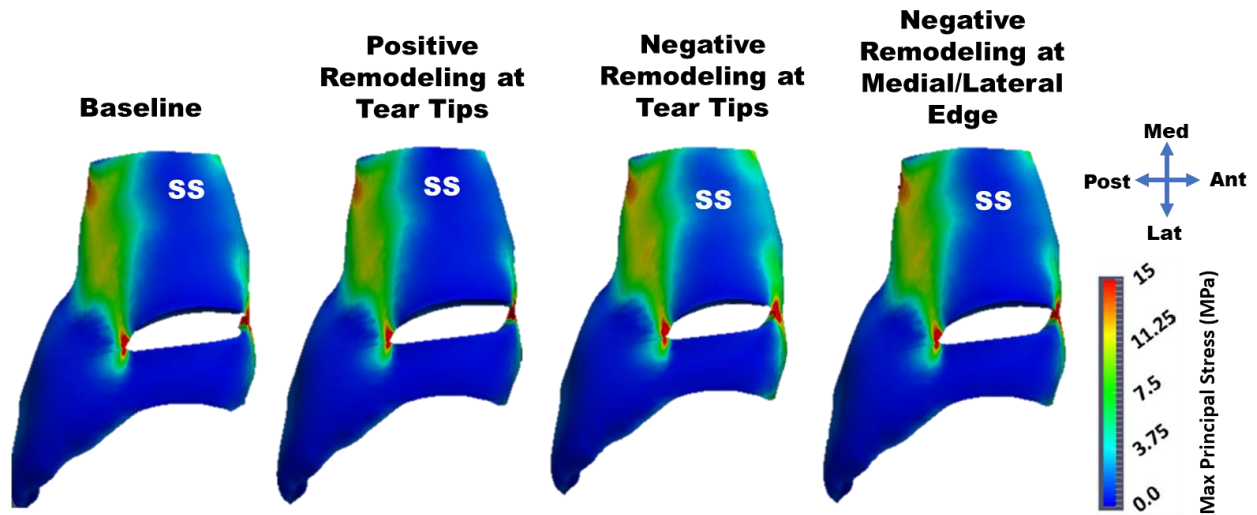 Baseline
Positive
Remodeling at
Tear Tips
Negative
Remodeling at
Tear Tips
Negative
Remodeling at
Medial/Lateral
Edge
SS
SS
SS
SS
Med
Post
Ant
Lat
15
11.25
7.5
3.75
0.0
Max Principal Stress (MPa)